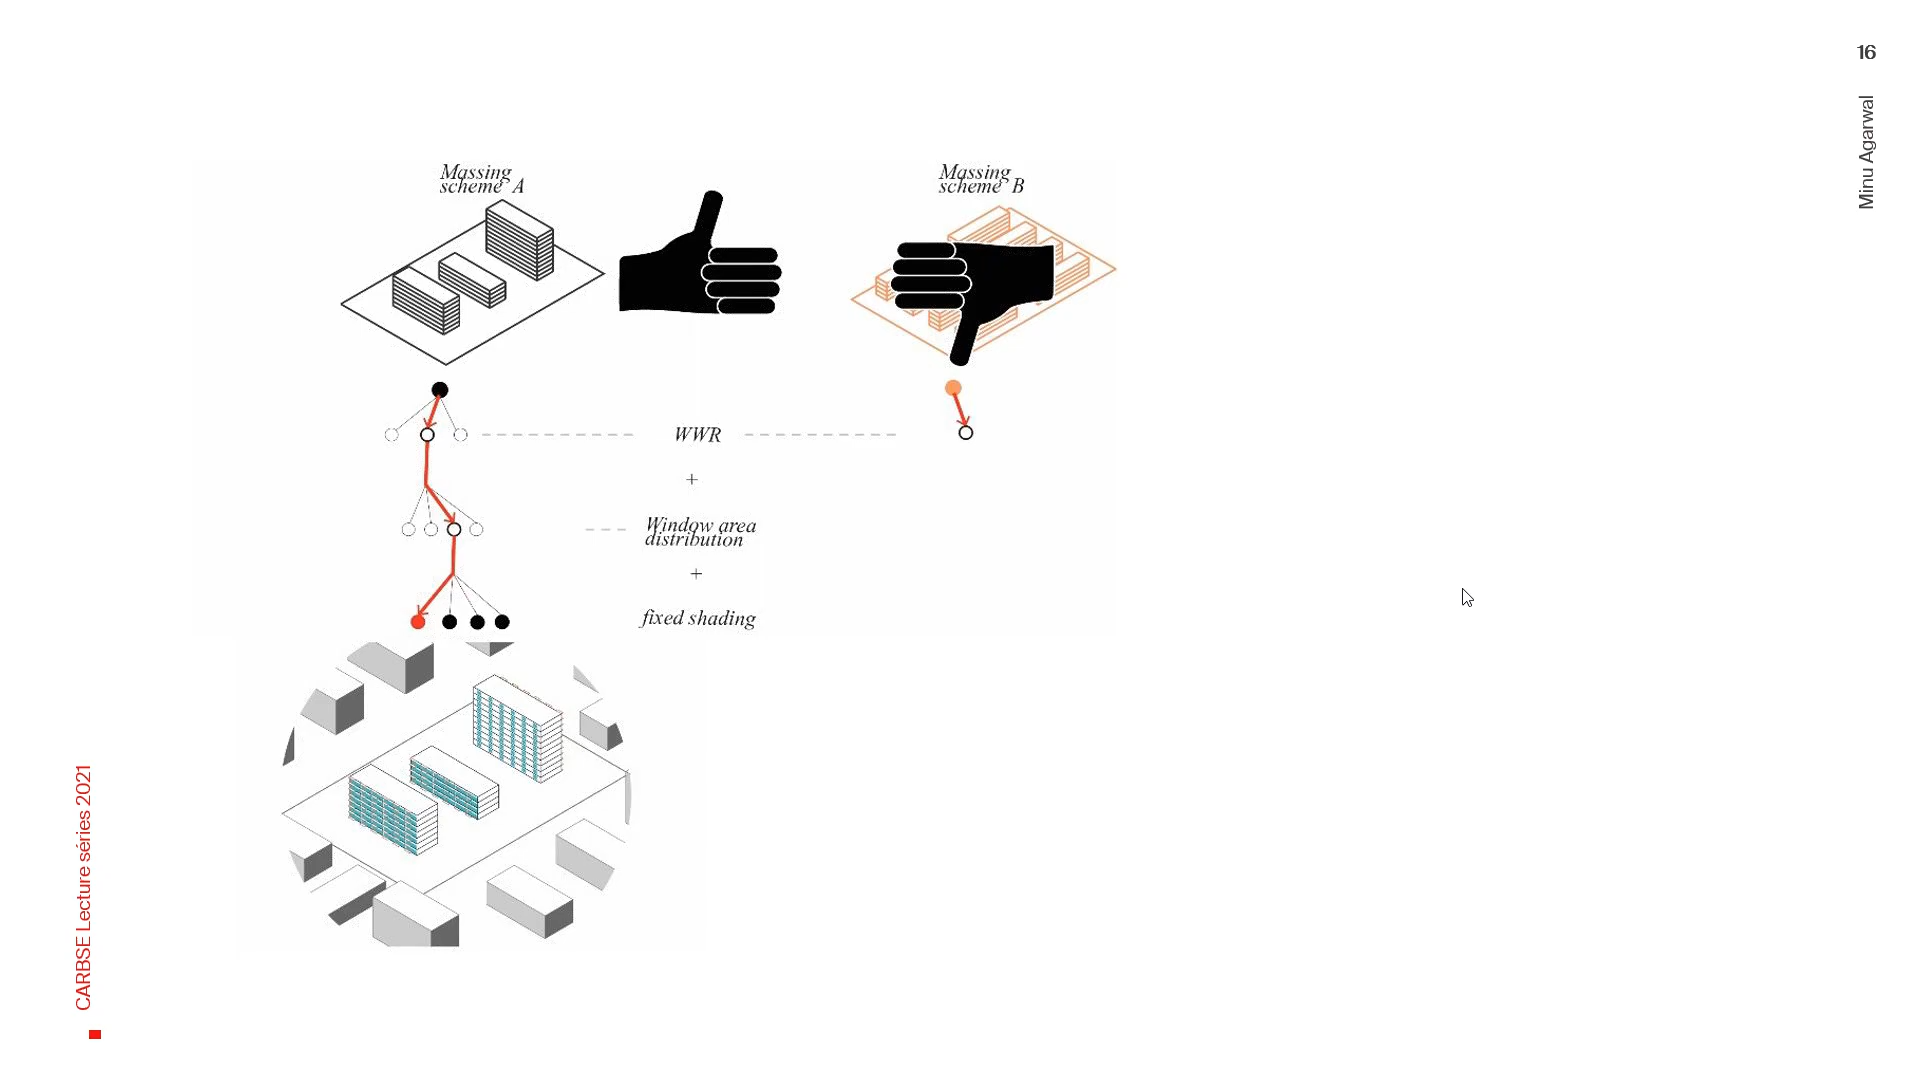 16
Minu Agarwal
Massing
scheme A
Massing
scheme B
WWR
+
Window area
distribution
+
fixed shading
CARBSE Lecture séries 2021